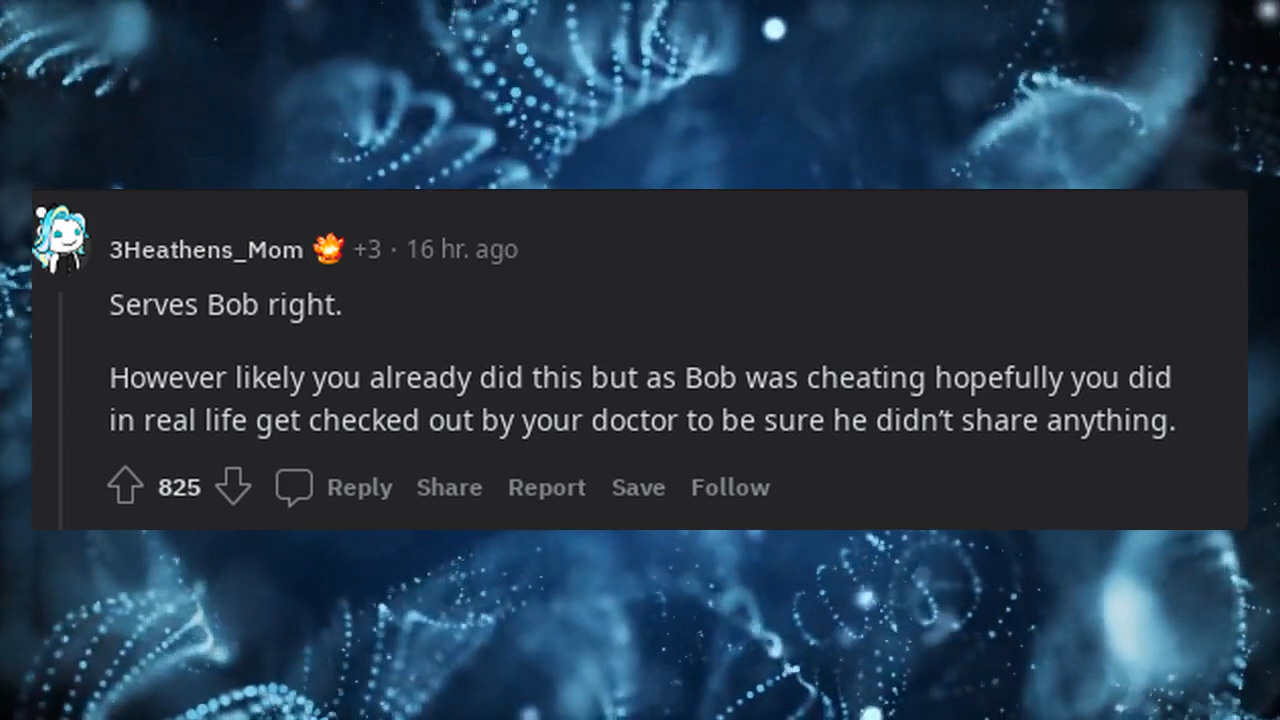 3Heathens_Mom +3 · 16 hr. ago
Serves Bob right.
However likely you already did this but as Bob was cheating hopefully you did
in real life get checked out by your doctor to be sure he didn’t share anything.
825 Reply Share Report Save Follow